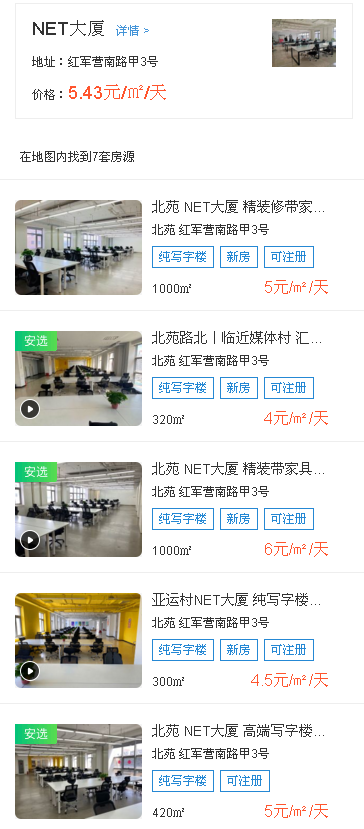 NET大厦 详情 >
地址：红军营南路甲3号
价格：5.43元/㎡/天
在地图内找到7套房源
北苑 NET大厦 精装修带家...
北苑 红军营南路甲3号
纯写字楼 新房 可注册
1000㎡ 5元/㎡/天
安选
北苑路北丨临近媒体村 汇...
北苑 红军营南路甲3号
纯写字楼 新房 可注册
320㎡ 4元/㎡/天
安选
北苑 NET大厦 精装带家具...
北苑 红军营南路甲3号
纯写字楼 新房 可注册
1000㎡ 6元/㎡/天
亚运村NET大厦 纯写字楼...
北苑 红军营南路甲3号
纯写字楼 新房 可注册
300㎡ 4.5元/㎡/天
安选
北苑 NET大厦 高端写字楼...
北苑 红军营南路甲3号
纯写字楼 可注册
420㎡ 5元/㎡/天